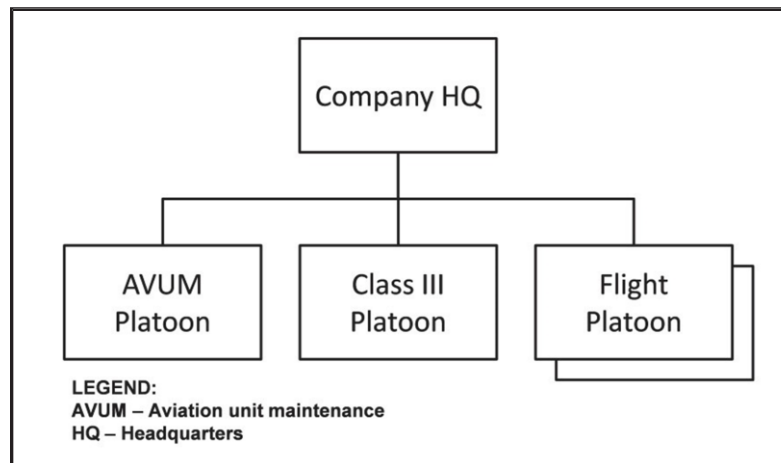 Company HQ
AVUM
Platoon
Class III
Platoon
Flight
Platoon
LEGEND:
AVUM – Aviation unit maintenance
HQ – Headquarters